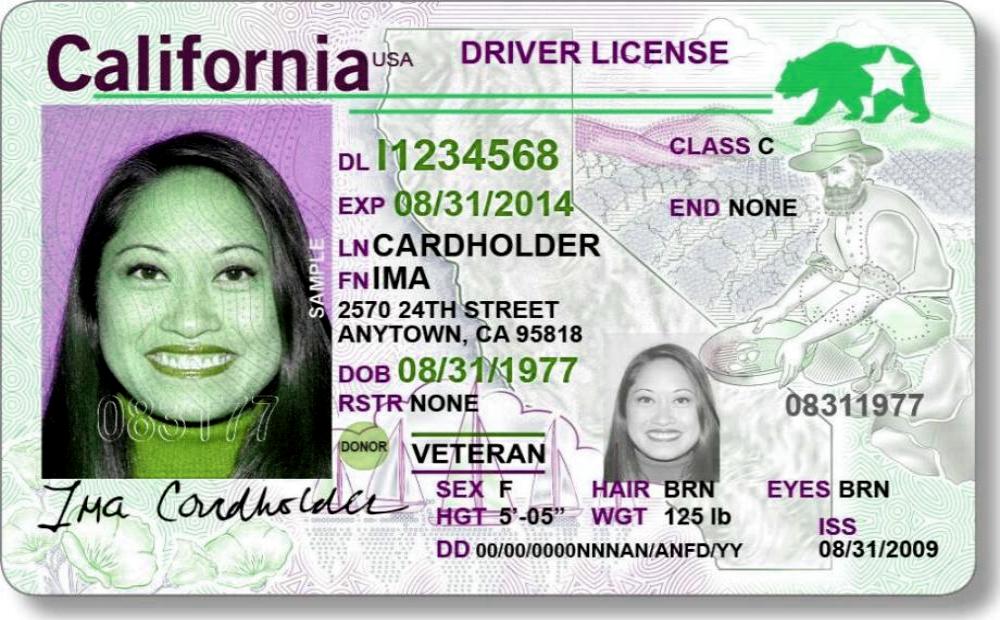 California USA DRIVER LICENSE
SAMPLE
DL I1234568 CLASS C
EXP 08/31/2014 END NONE
LN CARDHOLDER
FN IMA
2570 24TH STREET
ANYTOWN, CA 95818
DOB 08/31/1977
RSTR NONE 08311977
083177
DONOR VETERAN
Ima Cardholder
SEX F HAIR BRN EYES BRN
HGT 5'-05" WGT 125 lb ISS
DD 00/00/0000NNNAN/ANFD/YY 08/31/2009